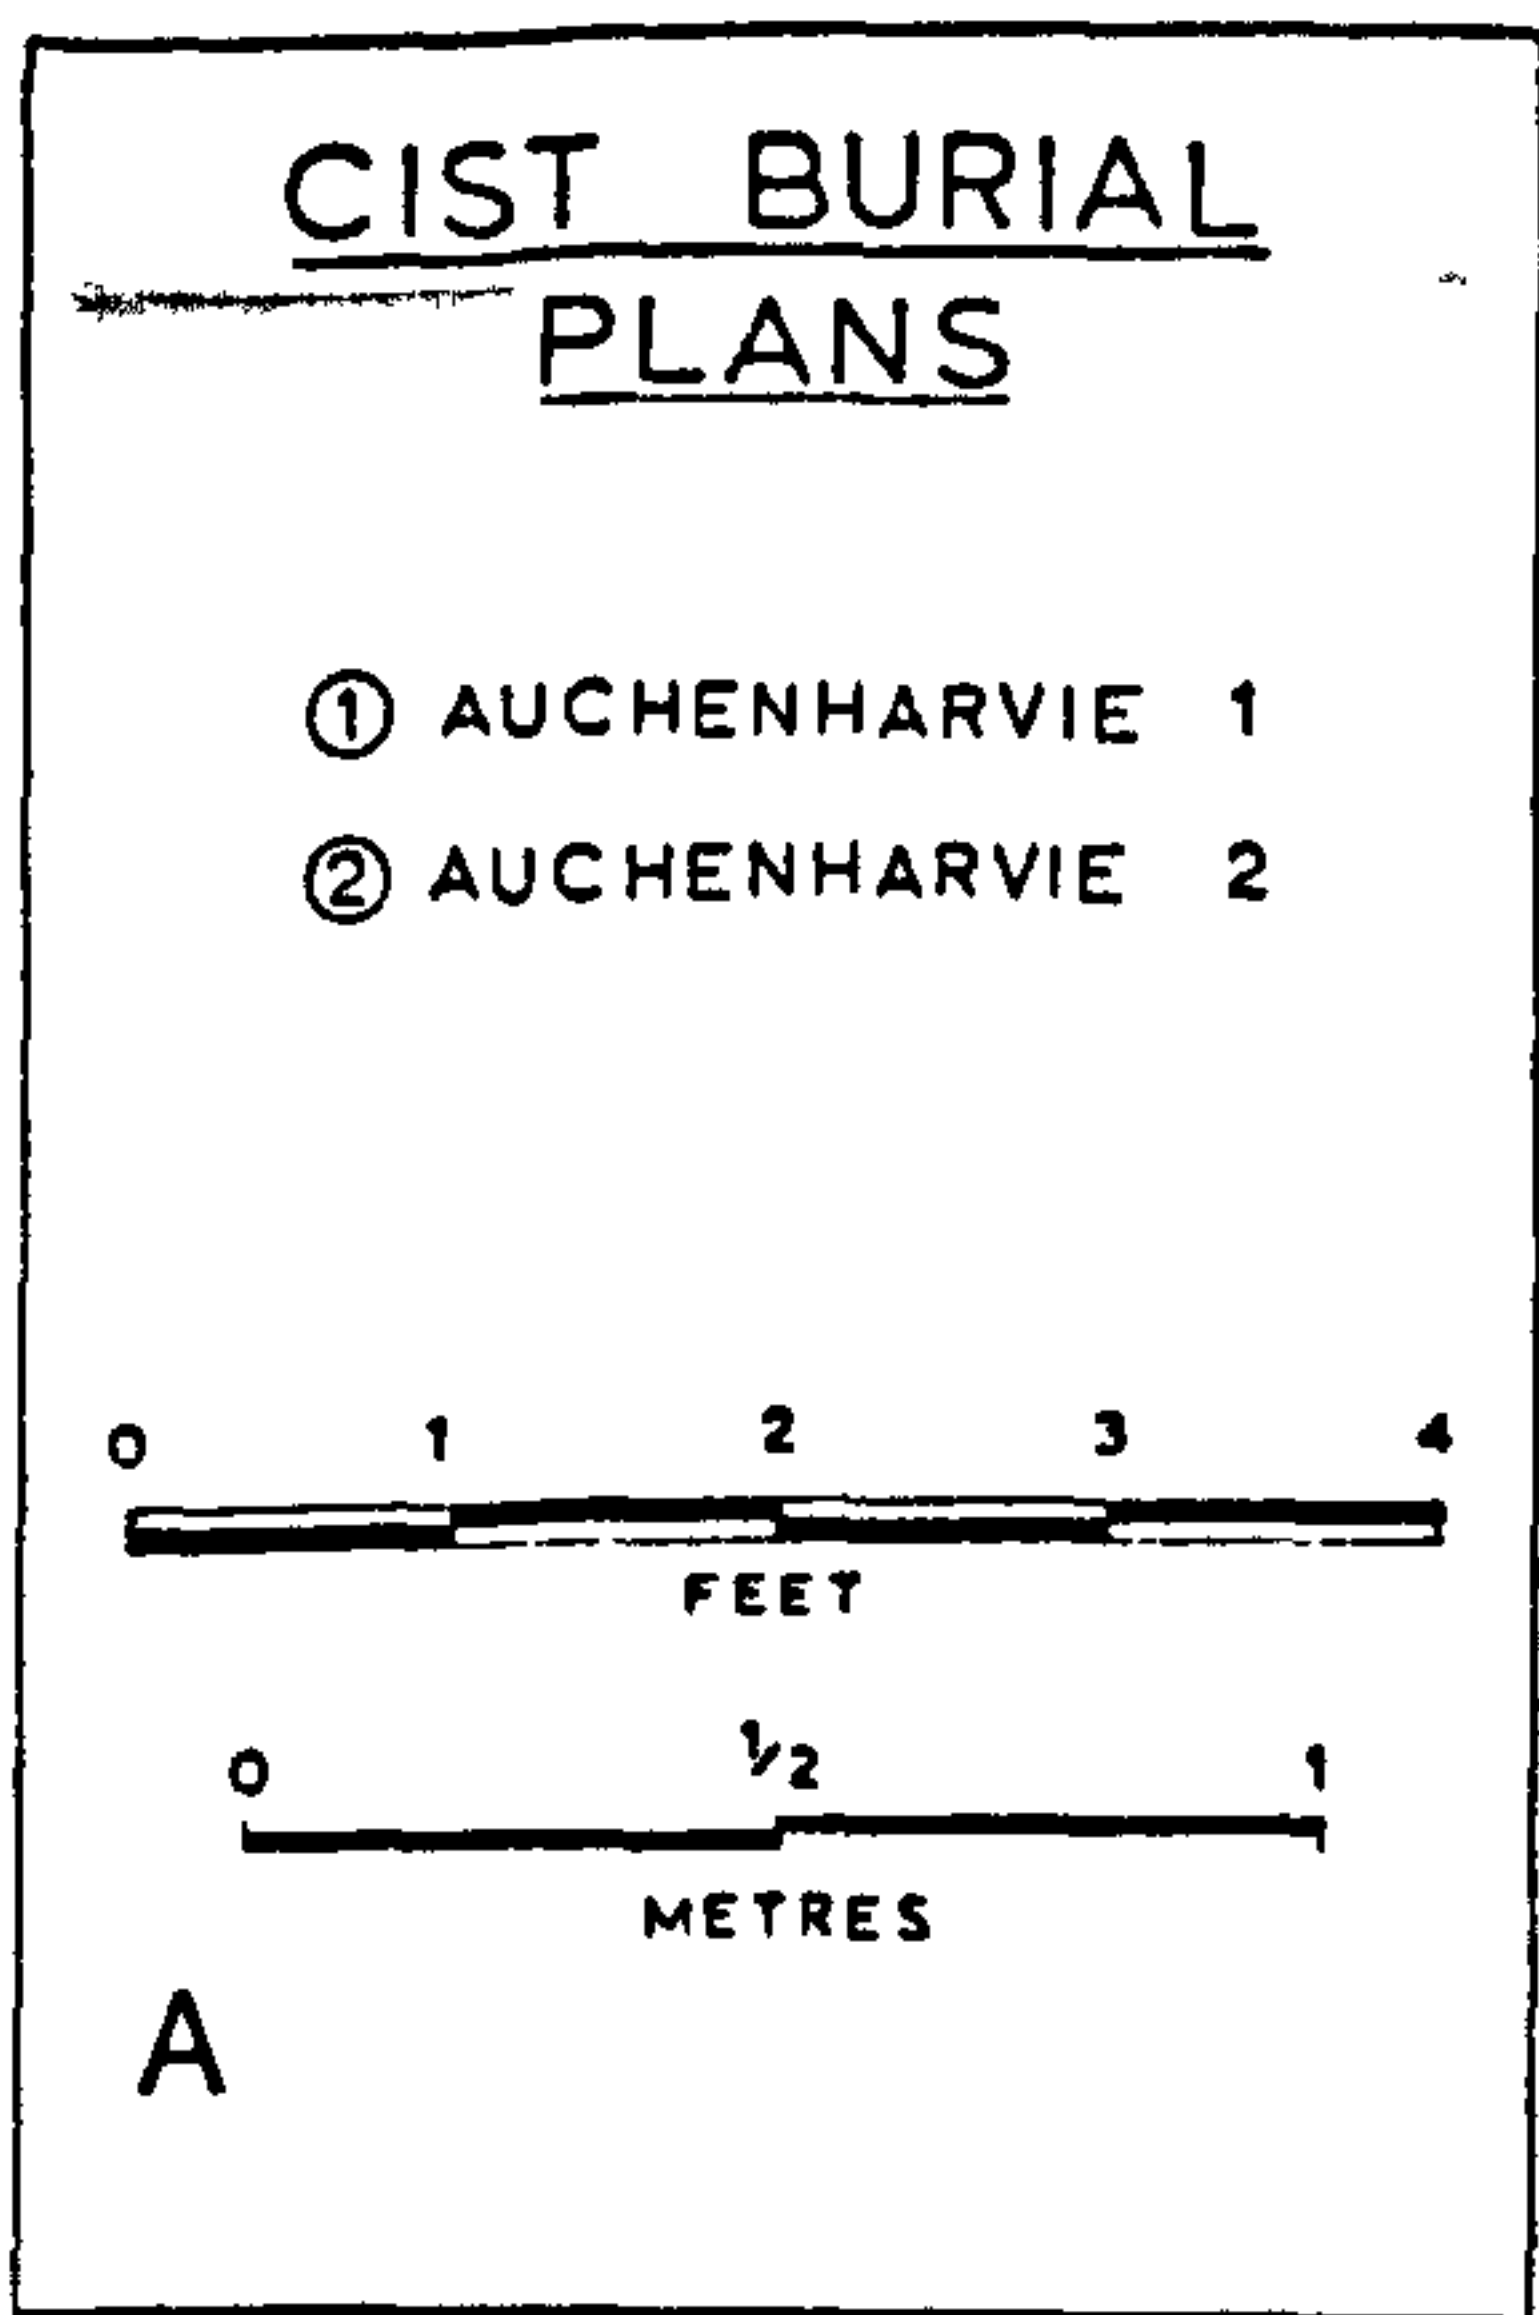 CIST BURIAL
PLANS
① AUCHENHARVIE 1
② AUCHENHARVIE 2
0 1 2 3 4
FEET
0 1/2 1
METRES
A